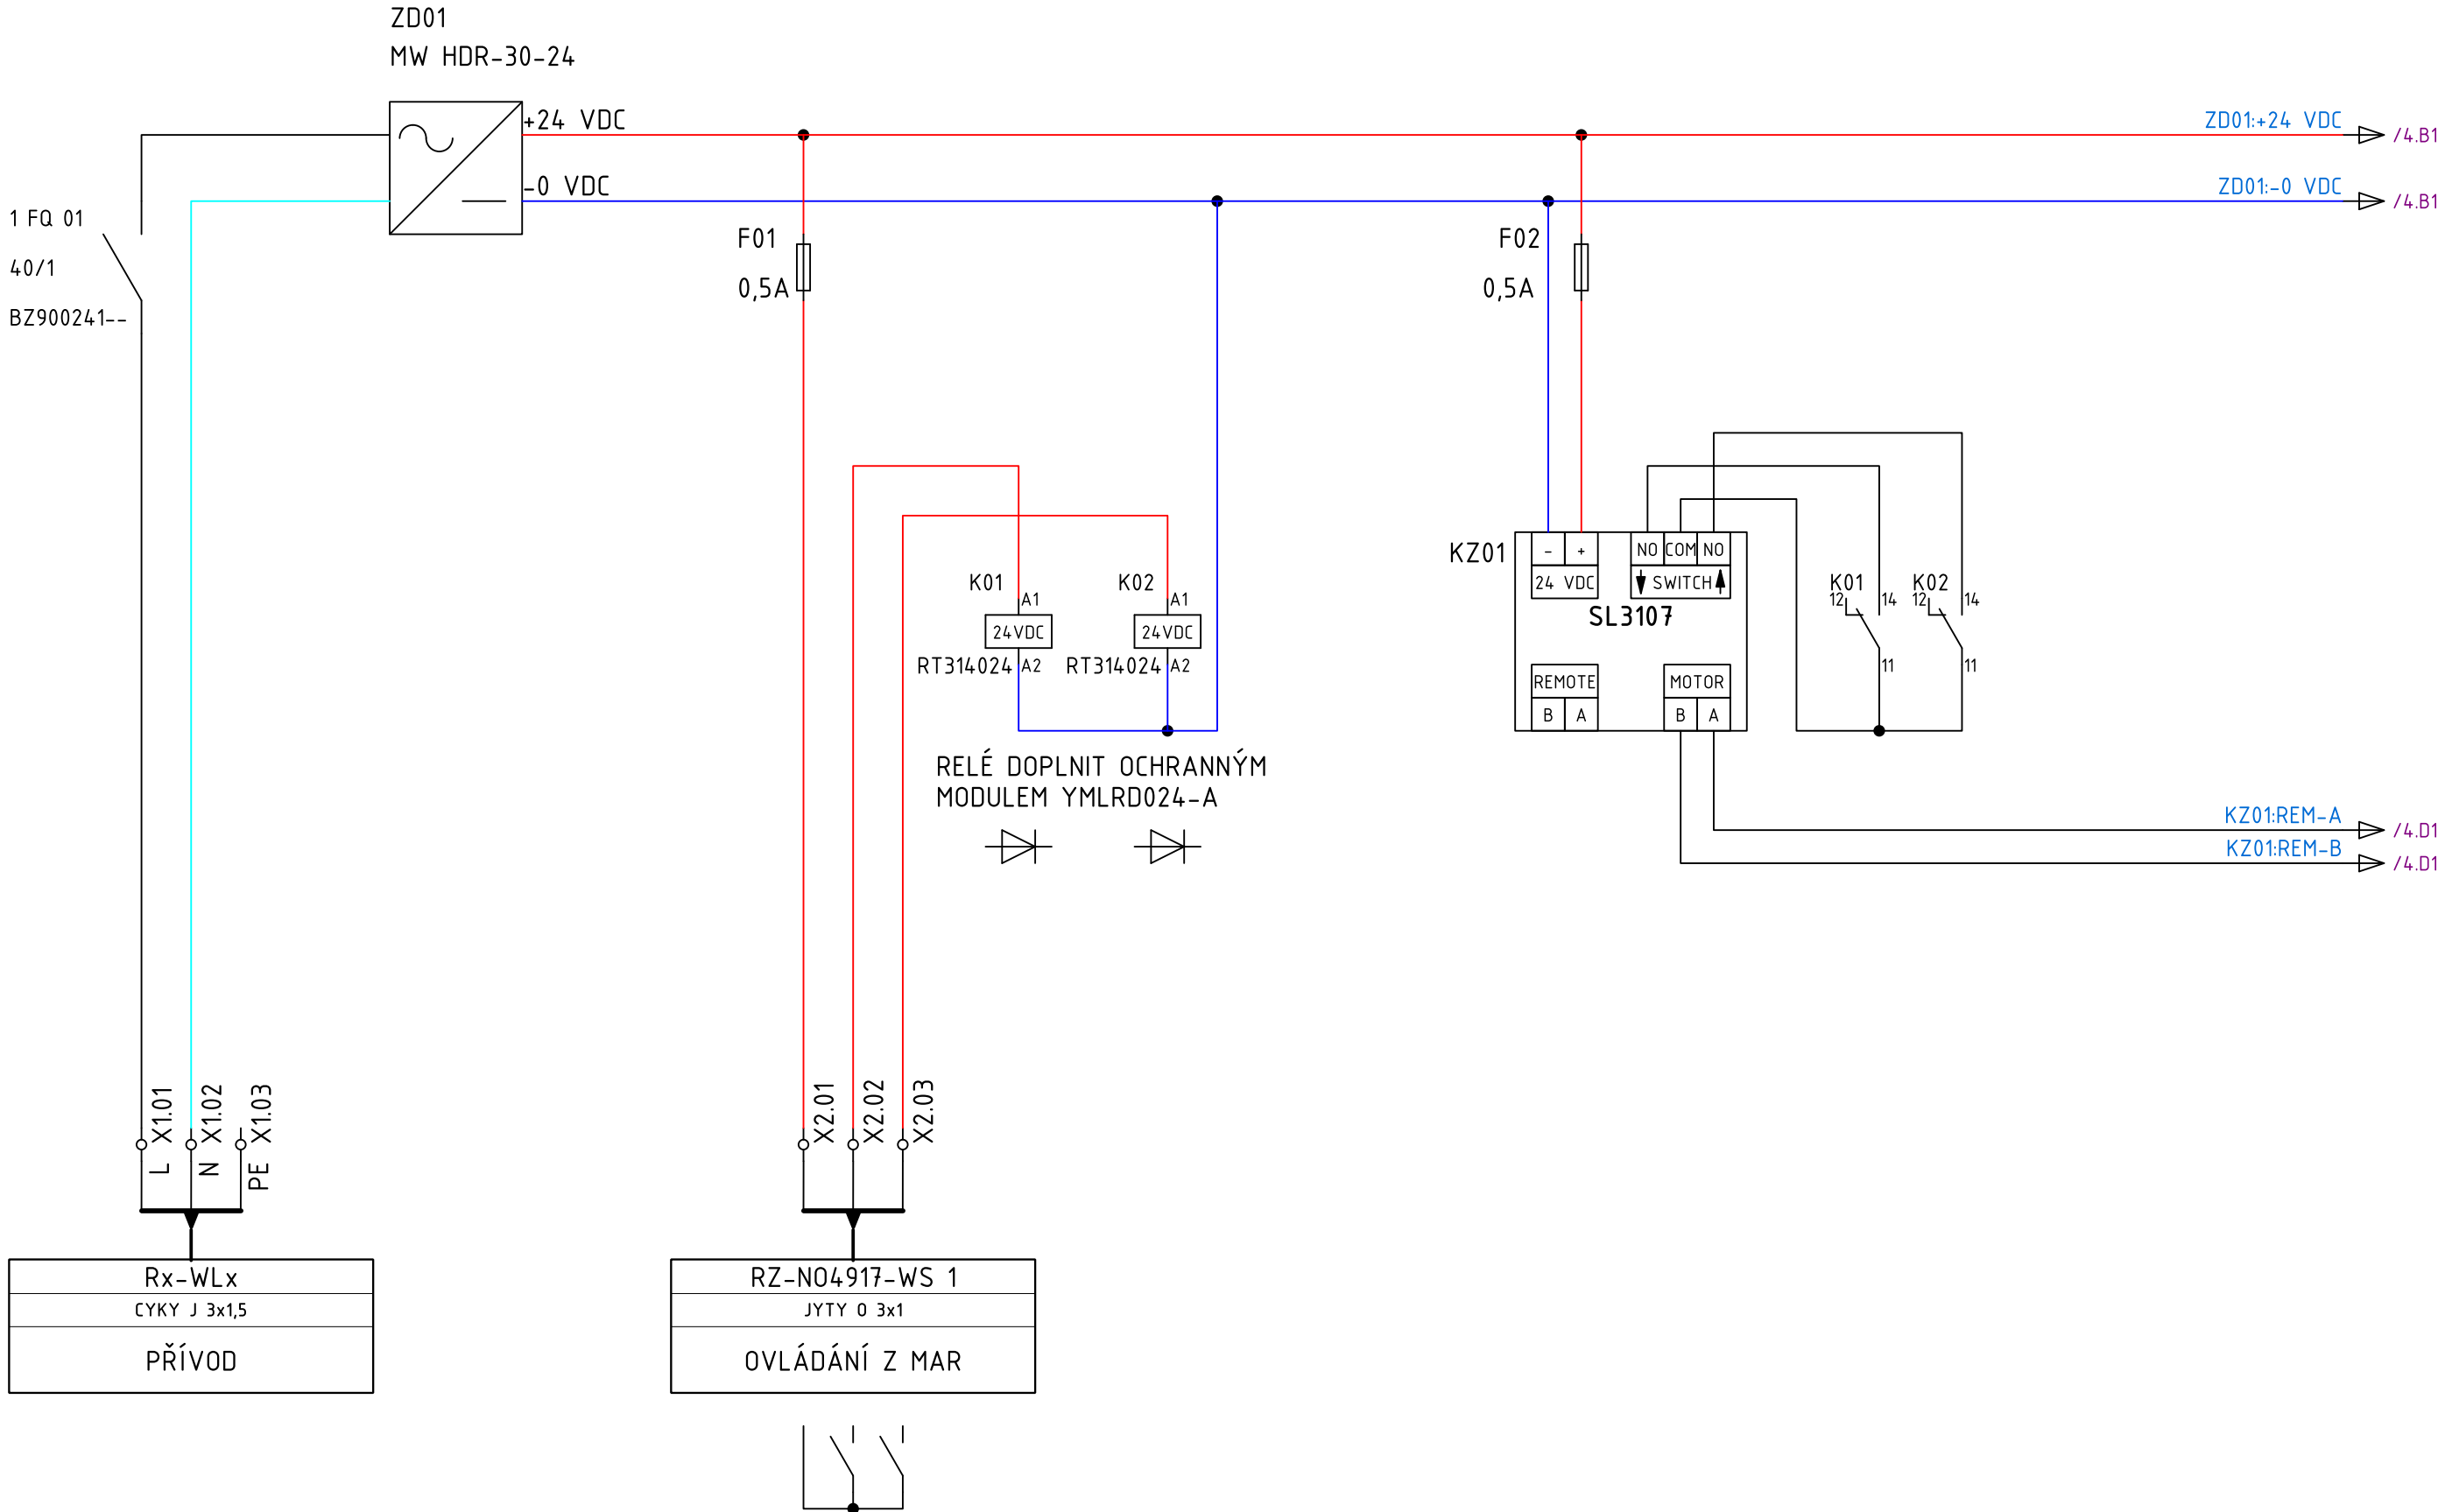 ZD01
MW HDR-30-24
+24 VDC
-0 VDC
ZD01:+24 VDC
/4.B1
ZD01:-0 VDC
/4.B1
1 FQ 01
40/1
BZ900241--
F01
0,5A
F02
0,5A
KZ01
- +
24 VDC
NO COM NO
SWITCH
SL3107
REMOTE
B A
MOTOR
B A
K01
A1
24VDC
RT314024
A2
K02
A1
24VDC
RT314024
A2
K01
12
14
11
K02
12
14
11
RELÉ DOPLNIT OCHRANNÝM
MODULEM YMLRD024-A
KZ01:REM-A
/4.D1
KZ01:REM-B
/4.D1
X1.01
L
X1.02
N
X1.03
PE
X2.01
X2.02
X2.03
Rx-WLx
CYKY J 3x1,5
PŘÍVOD
RZ-NO4917-WS 1
JYTY O 3x1
OVLÁDÁNÍ Z MAR